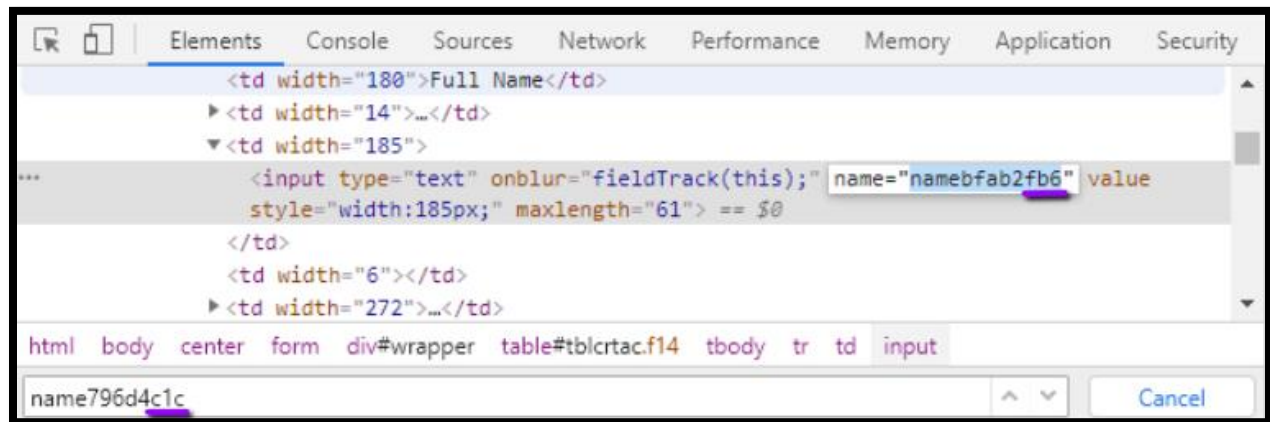 Elements Console Sources Network Performance Memory Application Security
<td width="180">Full Name</td>
▶<td width="14">…</td>
▼<td width="185">
... <input type="text" onblur="fieldTrack(this);" name="namebfab2fb6" value
style="width:185px;" maxlength="61"> == $0
</td>
<td width="6"></td>
▶<td width="272">…</td>
html body center form div#wrapper table#tblcrtac.f14 tbody tr td input
name796d4c1c Cancel